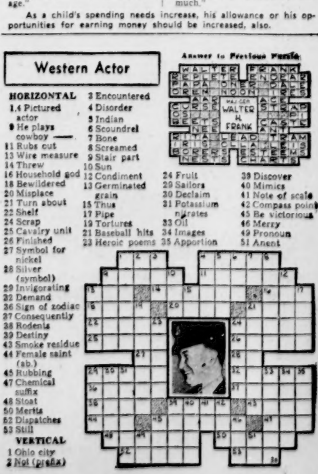 age."
much."
As a child's spending needs increase, his allowance or his op-
portunities for earning money should be increased, also.
Western Actor
Answer to Previous Puzzle
HORIZONTAL
1,4 Pictured
actor
9 He plays
cowboy
11 Rubs out
13 Wire measure
14 Threw
16 Household god
18 Bewildered
20 Misplace
21 Turn about
22 Shelf
24 Scrap
25 Cavalry unit
26 Finished
27 Symbol for
nickel
28 Silver
(symbol)
29 Invigorating
32 Demand
36 Sign of zodiac
37 Consequently
38 Rodents
39 Destiny
43 Smoke residue
44 Female saint
(ab.)
45 Rubbing
47 Chemical
suffix
48 Stoat
50 Merits
52 Dispatches
53 Still
VERTICAL
1 Ohio city
2 Not (prefix)
3 Encountered
4 Disorder
5 Indian
6 Scoundrel
7 Bone
8 Screamed
9 Stair part
10 Sun
12 Condiment
13 Germinated
grain
15 Thus
17 Pipe
19 Tortures
21 Baseball hits
23 Heroic poems
24 Fruit
29 Sailors
30 Declaim
31 Potassium
nitrates
33 Oil
34 Images
35 Apportion
39 Discover
40 Mimics
41 Note of scale
42 Compass point
45 Be victorious
46 Mercy
49 Pronoun
51 Anent
MAJ. GEN.
WALTER
H.
FRANK